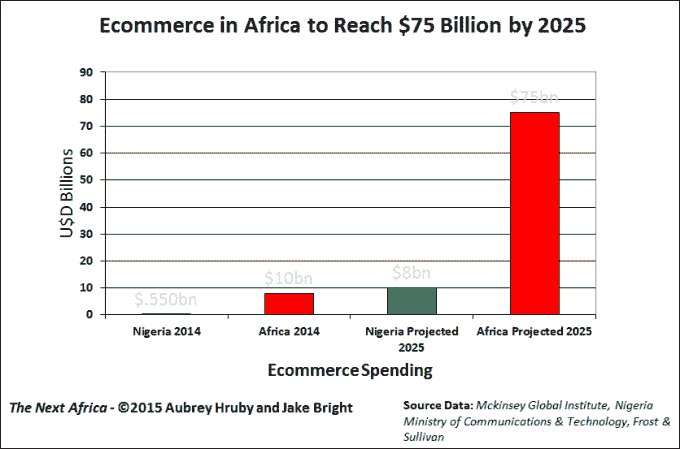 Ecommerce in Africa to Reach $75 Billion by 2025
U$D Billions
90
80
70
60
50
40
30
20
10
0
$.550bn
$10bn
$8bn
$75bn
Nigeria 2014
Africa 2014
Nigeria Projected
2025
Africa Projected 2025
Ecommerce Spending
The Next Africa - ©2015 Aubrey Hruby and Jake Bright
Source Data: Mckinsey Global Institute, Nigeria
Ministry of Communications & Technology, Frost &
Sullivan